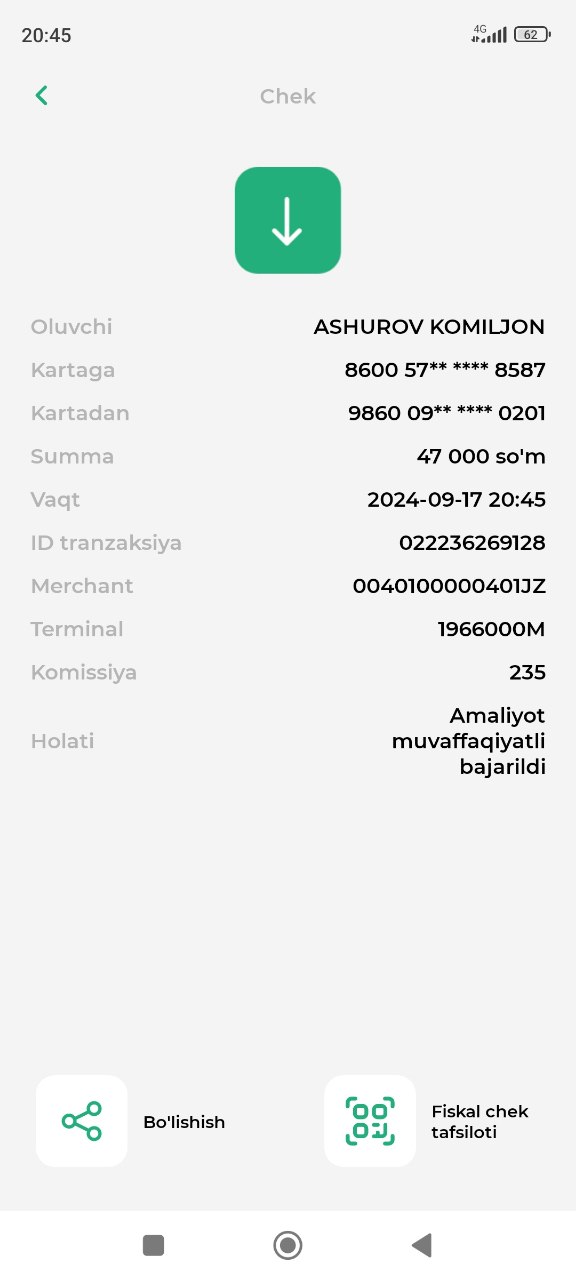 20:45
4G
62
Chek
Oluvchi ASHUROV KOMILJON
Kartaga 8600 57** **** 8587
Kartadan 9860 09** **** 0201
Summa 47 000 so'm
Vaqt 2024-09-17 20:45
ID tranzaksiya 022236269128
Merchant 0040100000401JZ
Terminal 1966000M
Komissiya 235
Holati Amaliyot
muvaffaqiyatli
bajarildi
Bo'lishish
Fiskal chek
tafsiloti